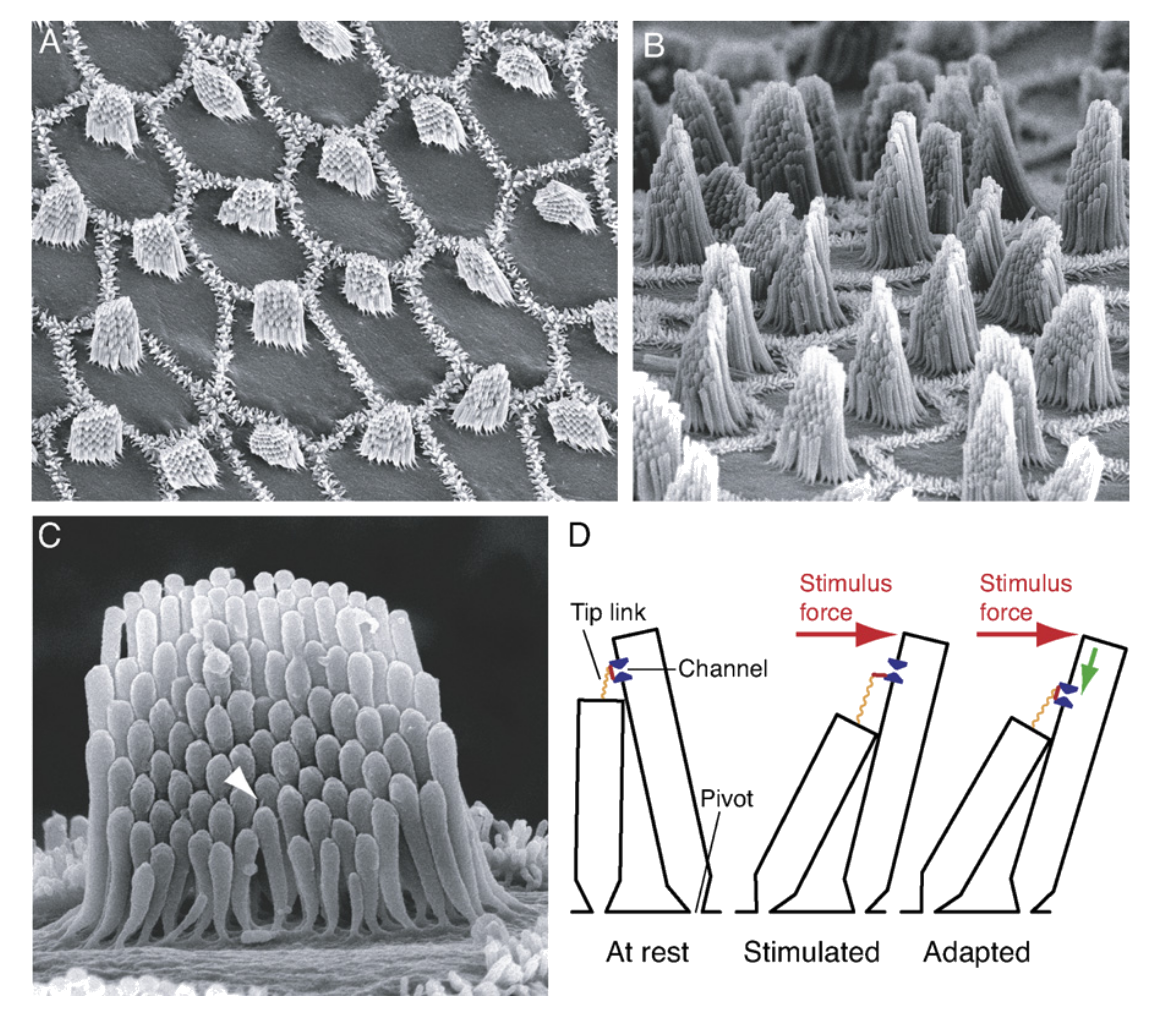 A
B
C
D
Stimulus
force
Stimulus
force
Tip link
Channel
Pivot
At rest
Stimulated
Adapted